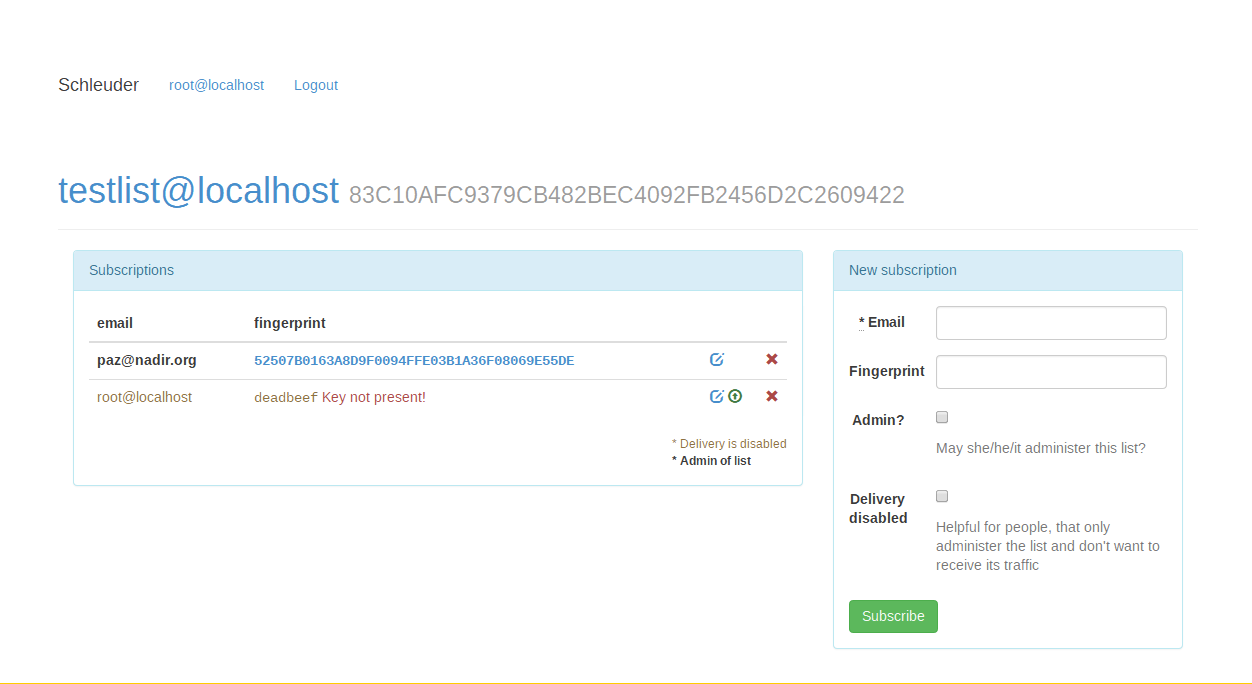 Schleuder root@localhost Logout
testlist@localhost 83C10AFC9379CB482BEC4092FB2456D2C2609422
Subscriptions
email fingerprint
paz@nadir.org 52507B0163A8D9F0094FFE03B1A36F08069E55DE
root@localhost deadbeef Key not present!
* Delivery is disabled
* Admin of list
New subscription
* Email
Fingerprint
Admin?
May she/he/it administer this list?
Delivery
disabled
Helpful for people, that only
administer the list and don't want to
receive its traffic
Subscribe